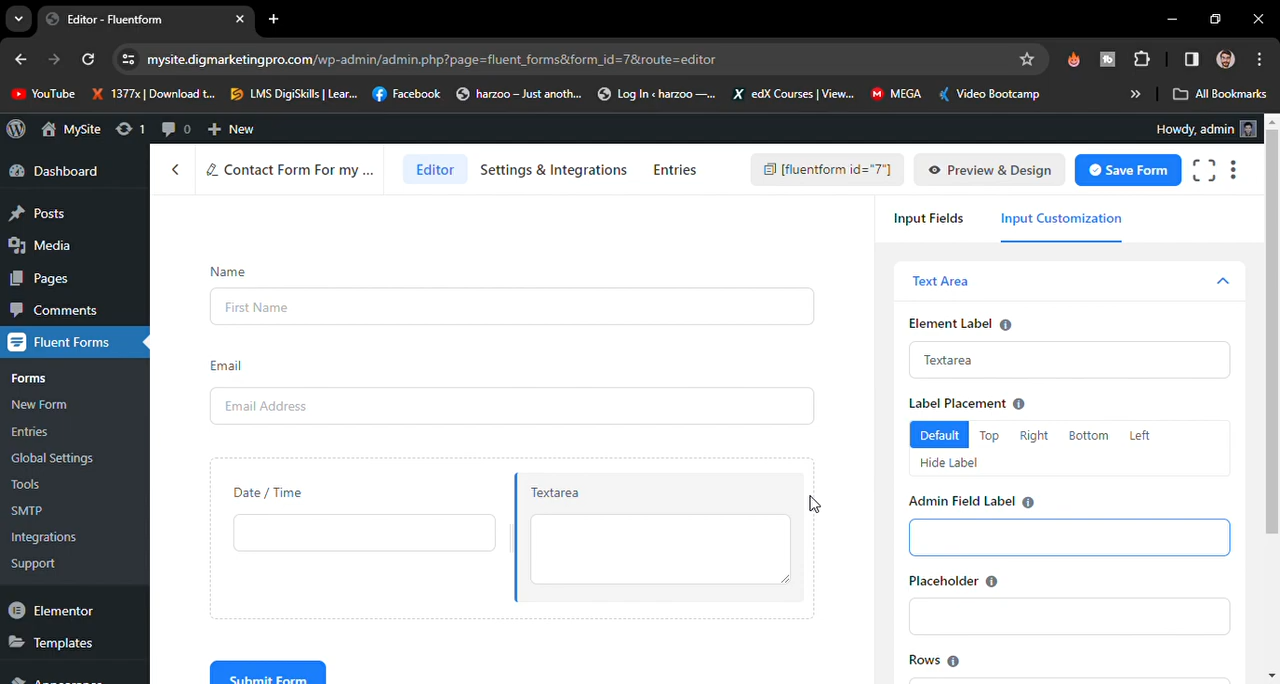 Editor - Fluentform
mysite.digmarketingpro.com/wp-admin/admin.php?page=fluent_forms&form_id=7&route=editor
YouTube 1377x | Download t... LMS DigiSkills | Lear... Facebook harzoo – Just anoth... Log In ‹ harzoo —... edX Courses | View... MEGA Video Bootcamp » All Bookmarks
MySite 1 0 New Howdy, admin
Dashboard
Posts
Media
Pages
Comments
Fluent Forms
Forms
New Form
Entries
Global Settings
Tools
SMTP
Integrations
Support
Elementor
Templates
Contact Form For my ... Editor Settings & Integrations Entries [fluentform id="7"] Preview & Design Save Form
Name
First Name
Email
Email Address
Date / Time
Textarea
Submit Form
Input Fields Input Customization
Text Area
Element Label
Textarea
Label Placement
Default Top Right Bottom Left
Hide Label
Admin Field Label
Placeholder
Rows